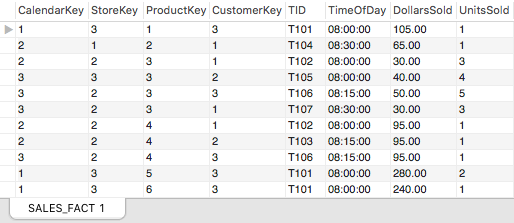 CalendarKey StoreKey ProductKey CustomerKey TID TimeOfDay DollarsSold UnitsSold
1 3 1 3 T101 08:00:00 105.00 1
2 1 2 1 T104 08:30:00 65.00 1
2 2 3 1 T102 08:00:00 30.00 3
3 3 3 2 T105 08:00:00 40.00 4
3 2 3 3 T106 08:15:00 50.00 5
3 2 3 1 T107 08:30:00 30.00 3
2 2 4 1 T102 08:00:00 95.00 1
2 2 4 2 T103 08:15:00 95.00 1
3 2 4 3 T106 08:15:00 95.00 1
1 3 5 3 T101 08:00:00 280.00 2
1 3 6 3 T101 08:00:00 240.00 1
SALES_FACT 1